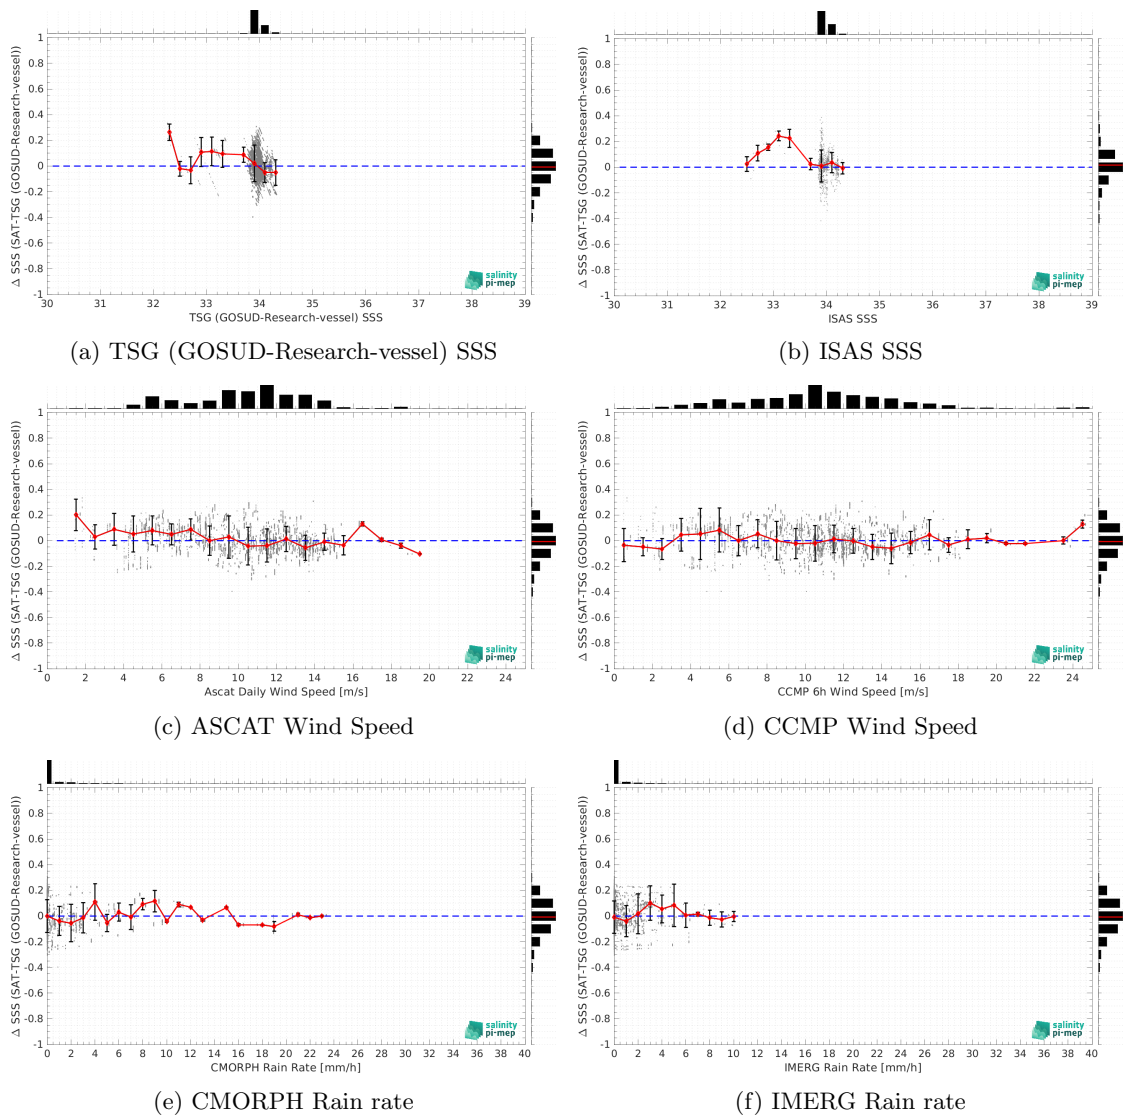 Δ SSS (SAT-TSG (GOSUD-Research-vessel))
1
0.8
0.6
0.4
0.2
0
-0.2
-0.4
-0.6
-0.8
-1
salinity
pi-mep
30 31 32 33 34 35 36 37 38 39
TSG (GOSUD-Research-vessel) SSS
(a) TSG (GOSUD-Research-vessel) SSS
Δ SSS (SAT-TSG (GOSUD-Research-vessel))
1
0.8
0.6
0.4
0.2
0
-0.2
-0.4
-0.6
-0.8
-1
salinity
pi-mep
30 31 32 33 34 35 36 37 38 39
ISAS SSS
(b) ISAS SSS
Δ SSS (SAT-TSG (GOSUD-Research-vessel))
1
0.8
0.6
0.4
0.2
0
-0.2
-0.4
-0.6
-0.8
-1
salinity
pi-mep
0 2 4 6 8 10 12 14 16 18 20 22 24
Ascat Daily Wind Speed [m/s]
(c) ASCAT Wind Speed
Δ SSS (SAT-TSG (GOSUD-Research-vessel))
1
0.8
0.6
0.4
0.2
0
-0.2
-0.4
-0.6
-0.8
-1
salinity
pi-mep
0 2 4 6 8 10 12 14 16 18 20 22 24
CCMP 6h Wind Speed [m/s]
(d) CCMP Wind Speed
Δ SSS (SAT-TSG (GOSUD-Research-vessel))
1
0.8
0.6
0.4
0.2
0
-0.2
-0.4
-0.6
-0.8
-1
salinity
pi-mep
0 2 4 6 8 10 12 14 16 18 20 22 24 26 28 30 32 34 36 38 40
CMORPH Rain Rate [mm/h]
(e) CMORPH Rain rate
Δ SSS (SAT-TSG (GOSUD-Research-vessel))
1
0.8
0.6
0.4
0.2
0
-0.2
-0.4
-0.6
-0.8
-1
salinity
pi-mep
0 2 4 6 8 10 12 14 16 18 20 22 24 26 28 30 32 34 36 38 40
IMERG Rain Rate [mm/h]
(f) IMERG Rain rate